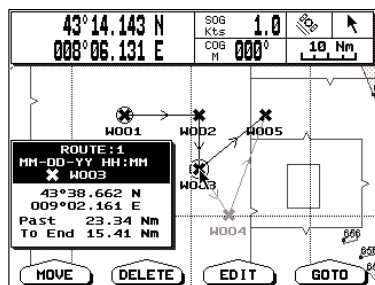 43°14.143 N
008°06.131 E
SOG Kts 1.0
COG M 000°
10 Nm
W001
W002
W005
W003
W004
ROUTE:1
MM-DD-YY HH:MM
W003
43°38.662 N
009°02.161 E
Past 23.34 Nm
To End 15.41 Nm
MOVE
DELETE
EDIT
GOTO